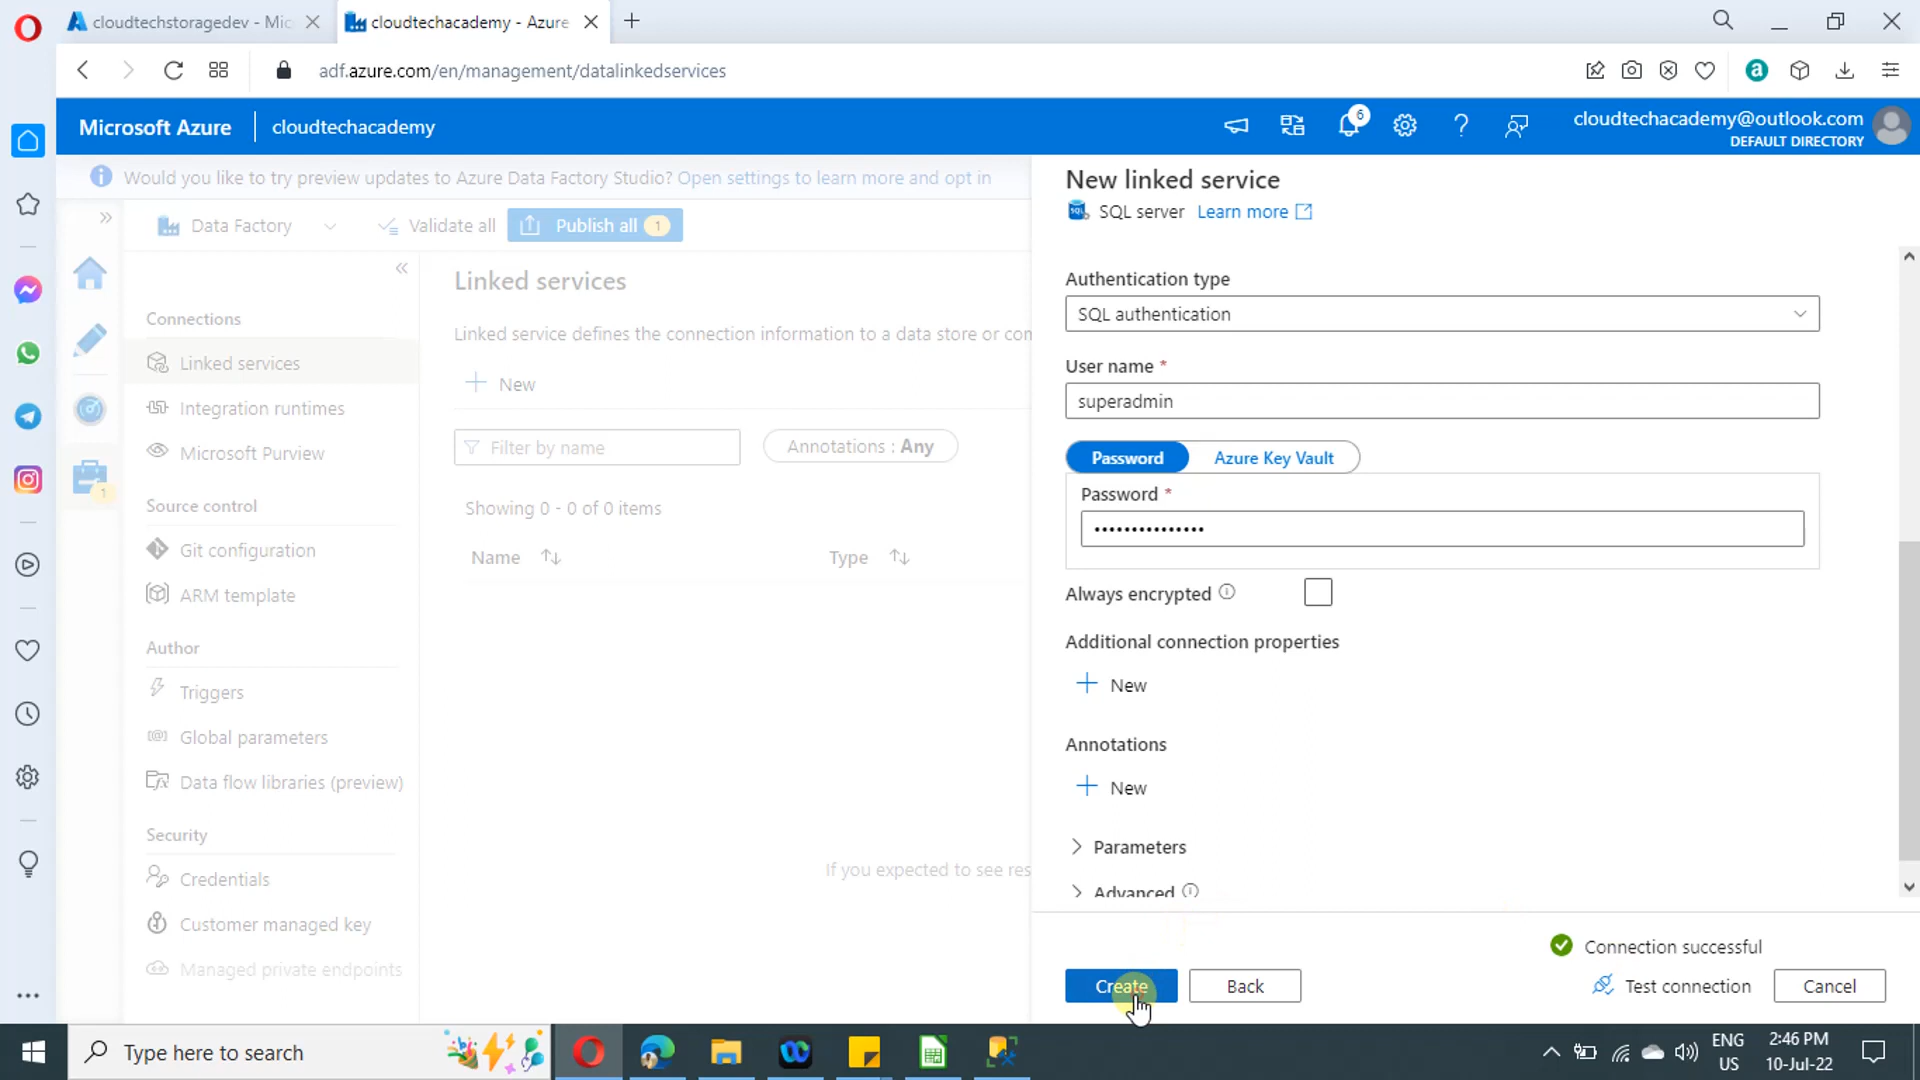 cloudtechstoragedev - Mic
cloudtechacademy - Azure
adf.azure.com/en/management/datalinkedservices
a
Microsoft Azure
cloudtechacademy
6
cloudtechacademy@outlook.com
DEFAULT DIRECTORY
Would you like to try preview updates to Azure Data Factory Studio? Open settings to learn more and opt in
Data Factory
Validate all
Publish all 1
Connections
Linked services
Integration runtimes
Microsoft Purview
Source control
Git configuration
ARM template
Author
Triggers
Global parameters
Data flow libraries (preview)
Security
Credentials
Customer managed key
Managed private endpoints
1
Linked services
Linked service defines the connection information to a data store or con
New
Filter by name
Annotations : Any
Showing 0 - 0 of 0 items
Name
Type
If you expected to see res
New linked service
SQL
SQL server Learn more
Authentication type
SQL authentication
User name *
superadmin
Password
Azure Key Vault
Password *
•••••••••••••••
Always encrypted
Additional connection properties
New
Annotations
New
Parameters
Advanced
Connection successful
Create
Back
Test connection
Cancel
Type here to search
ENG
US
2:46 PM
10-Jul-22